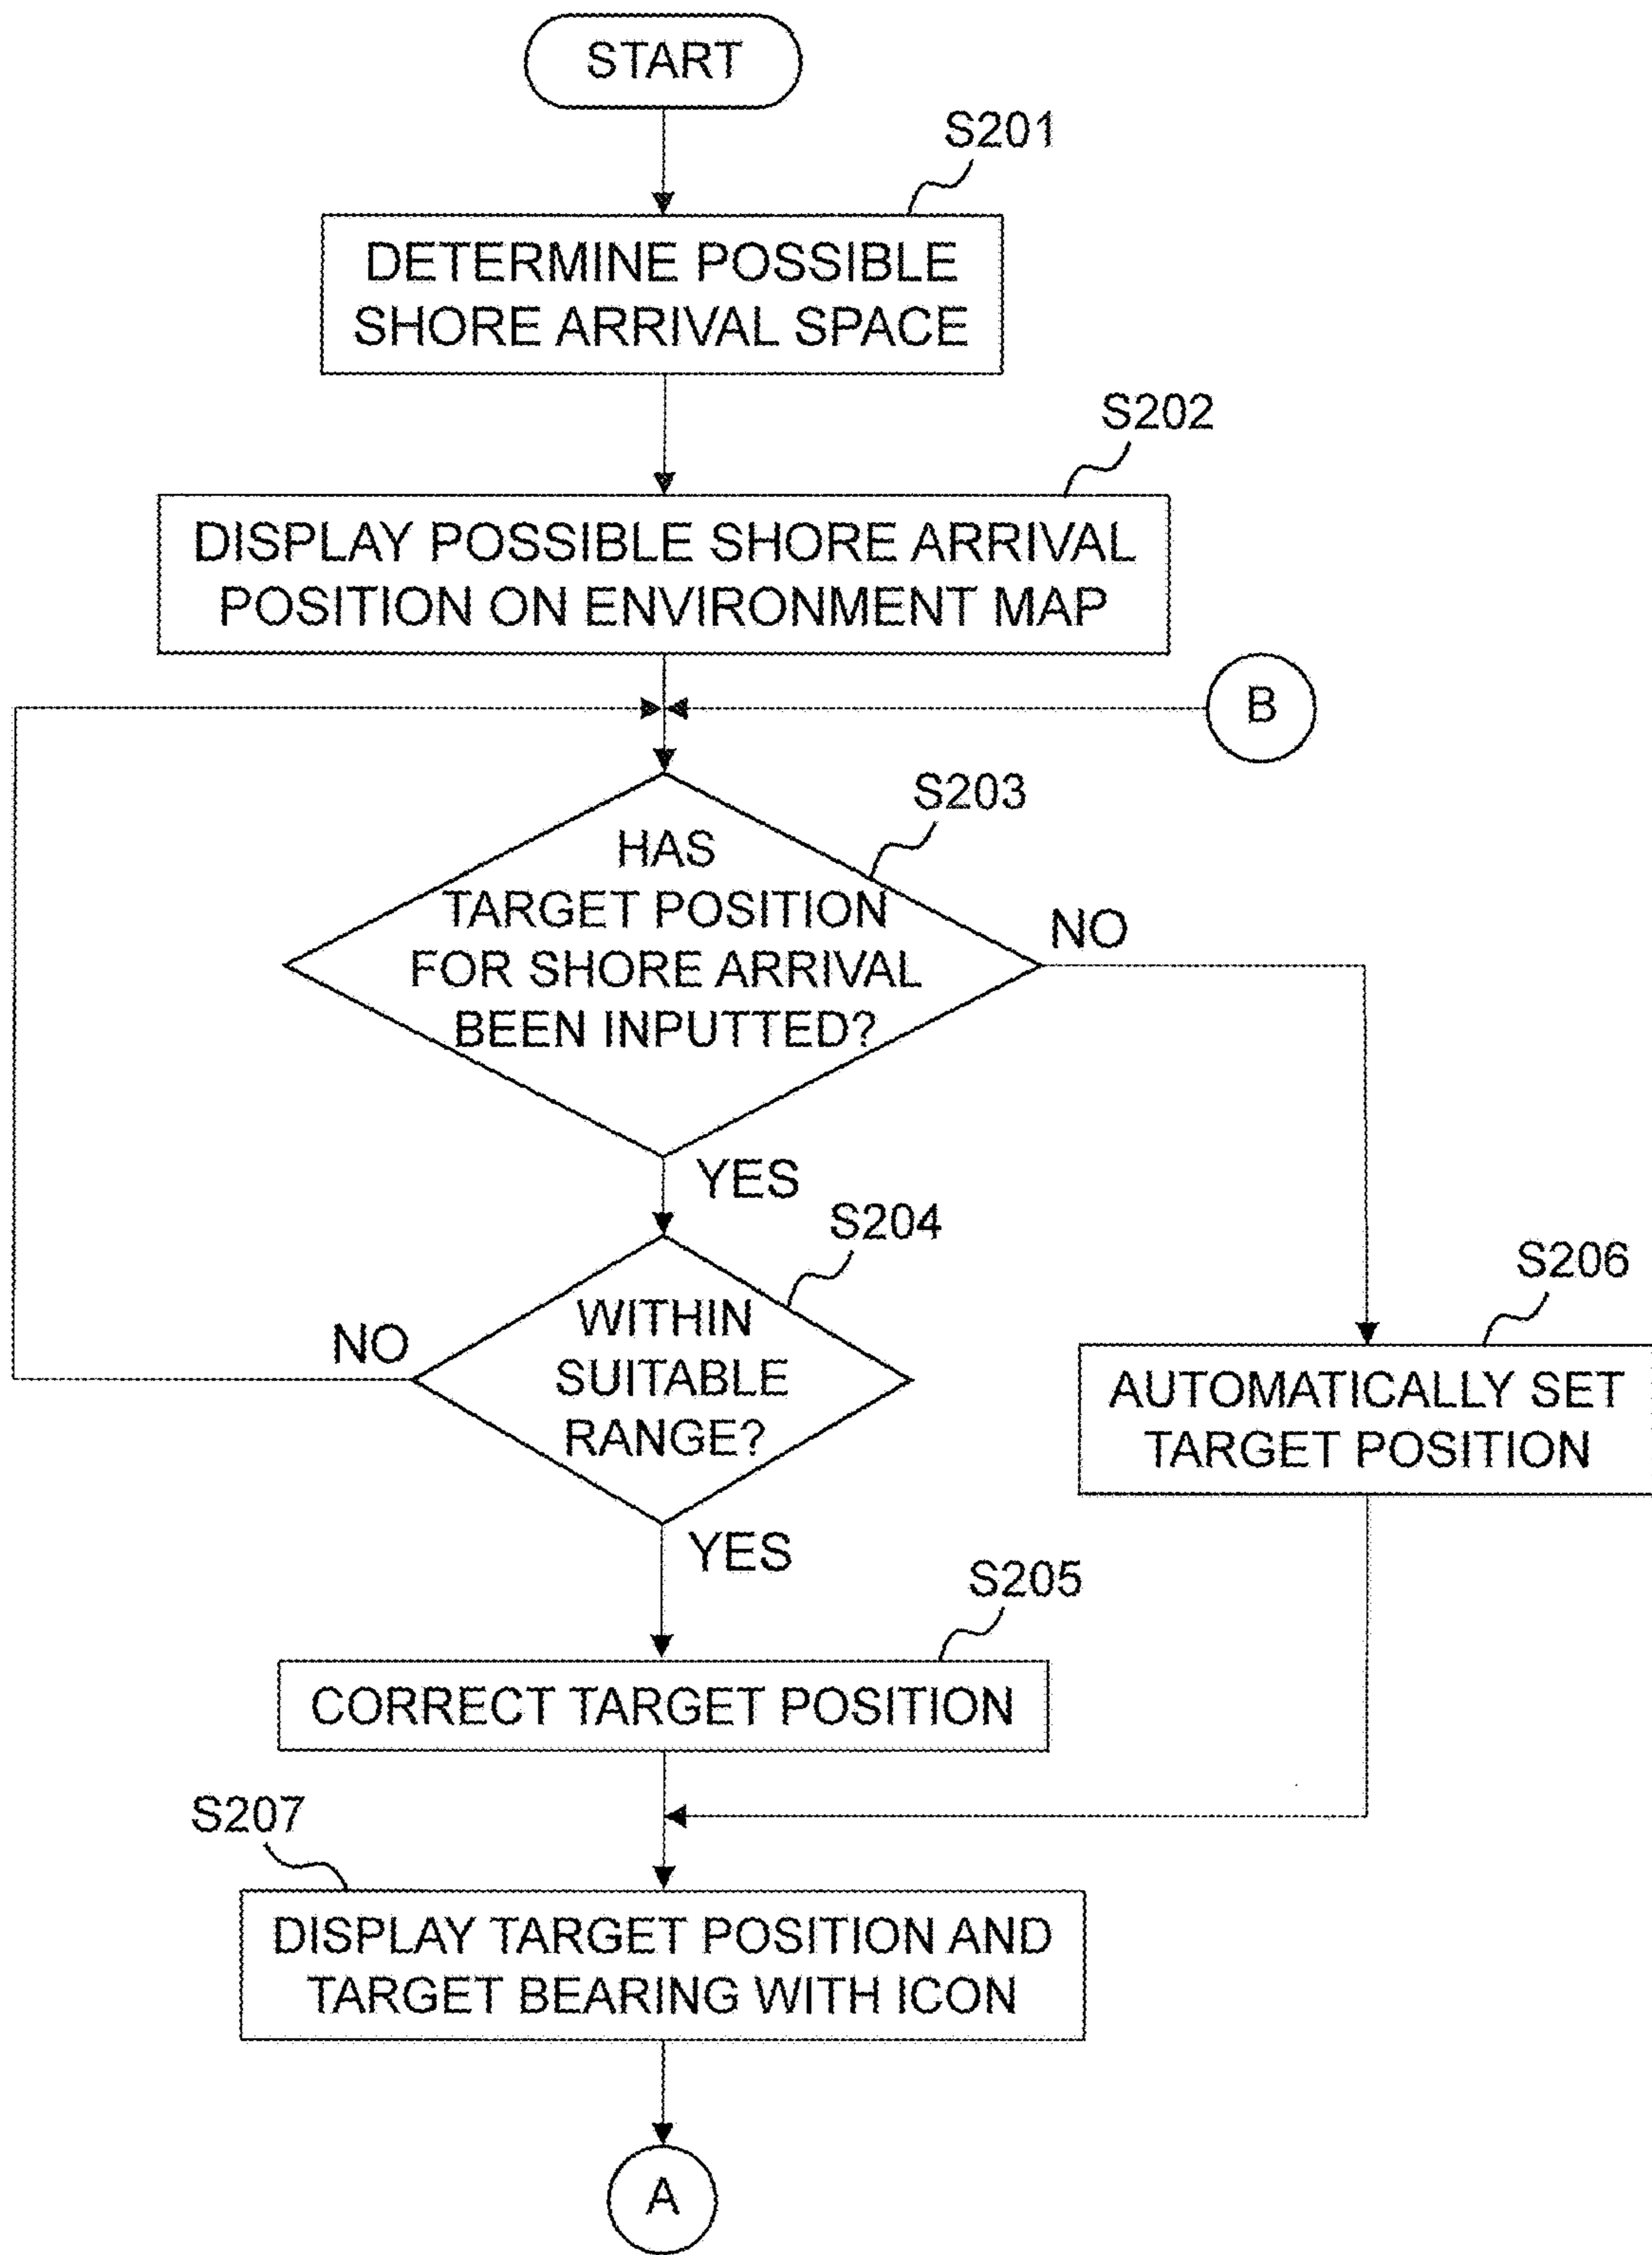 START
S201
DETERMINE POSSIBLE
SHORE ARRIVAL SPACE
S202
DISPLAY POSSIBLE SHORE ARRIVAL
POSITION ON ENVIRONMENT MAP
B
S203
HAS
TARGET POSITION
FOR SHORE ARRIVAL
BEEN INPUTTED?
NO
YES
S204
WITHIN
SUITABLE
RANGE?
NO
YES
S206
AUTOMATICALLY SET
TARGET POSITION
S205
CORRECT TARGET POSITION
S207
DISPLAY TARGET POSITION AND
TARGET BEARING WITH ICON
A